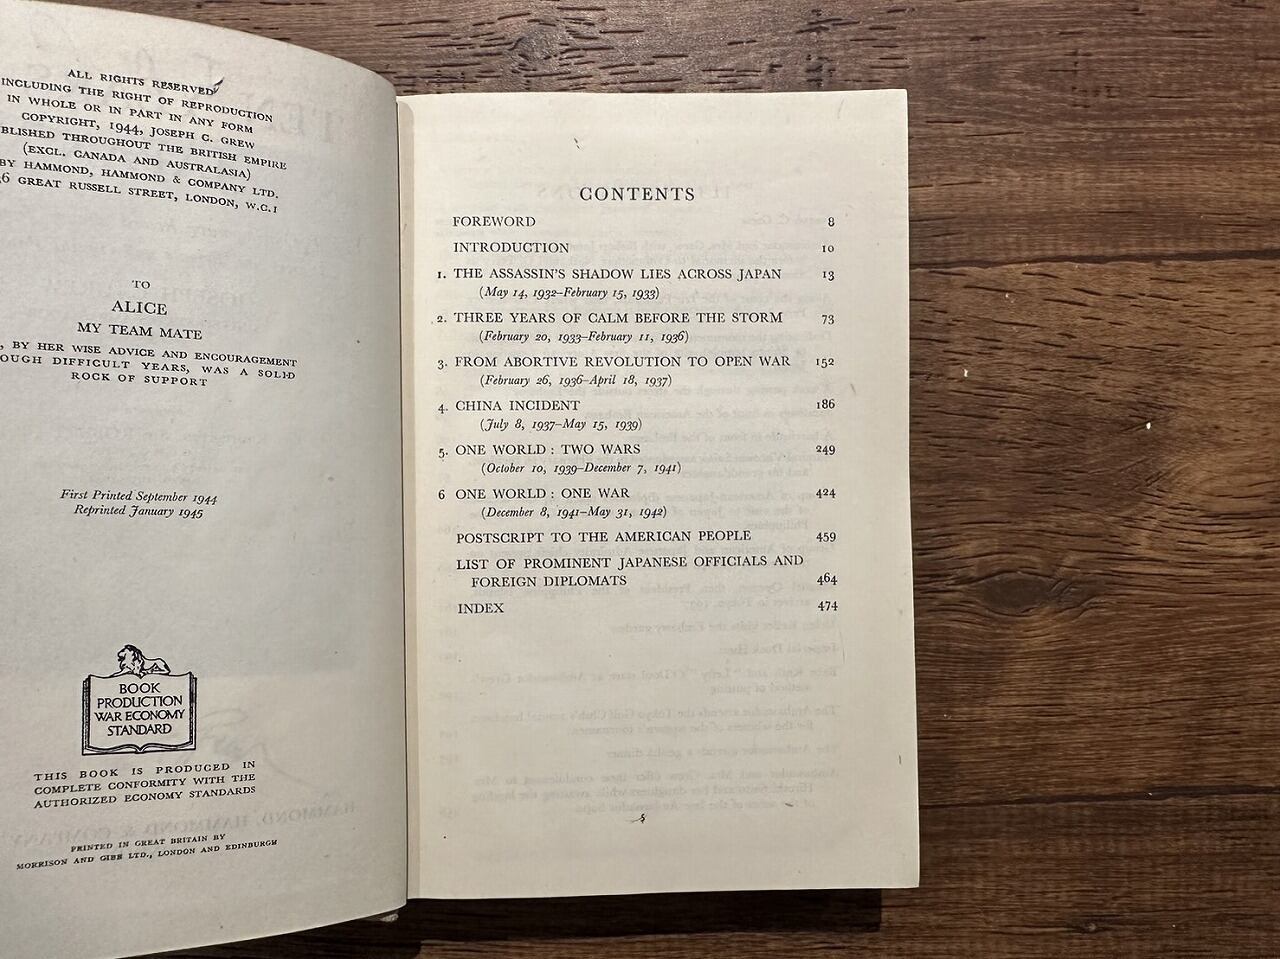 ALL RIGHTS RESERVED
INCLUDING THE RIGHT OF REPRODUCTION
IN WHOLE OR IN PART IN ANY FORM
COPYRIGHT, 1944, JOSEPH C. GREW
THROUGHOUT THE BRITISH EMPIRE
(EXCL. CANADA AND AUSTRALASIA)
BY HAMMOND, HAMMOND & COMPANY LTD.
GREAT RUSSELL STREET, LONDON, W.C.1
TO
ALICE
MY TEAM MATE
BY HER WISE ADVICE AND ENCOURAGEMENT
DIFFICULT YEARS, WAS A SOLID
ROCK OF SUPPORT
First Printed September 1944
Reprinted January 1945
BOOK
PRODUCTION
WAR ECONOMY
STANDARD
THIS BOOK IS PRODUCED IN
COMPLETE CONFORMITY WITH THE
AUTHORIZED ECONOMY STANDARDS
PRINTED IN GREAT BRITAIN BY
MORRISON AND GIBB LTD., LONDON AND EDINBURGH
CONTENTS
FOREWORD 8
INTRODUCTION 10
1. THE ASSASSIN'S SHADOW LIES ACROSS JAPAN 13
(May 14, 1932–February 15, 1933)
2. THREE YEARS OF CALM BEFORE THE STORM 73
(February 20, 1933–February 11, 1936)
3. FROM ABORTIVE REVOLUTION TO OPEN WAR 152
(February 26, 1936–April 18, 1937)
4. CHINA INCIDENT 186
(July 8, 1937–May 15, 1939)
5. ONE WORLD : TWO WARS 249
(October 10, 1939–December 7, 1941)
6 ONE WORLD : ONE WAR 424
(December 8, 1941–May 31, 1942)
POSTSCRIPT TO THE AMERICAN PEOPLE 459
LIST OF PROMINENT JAPANESE OFFICIALS AND
FOREIGN DIPLOMATS 464
INDEX 474
5